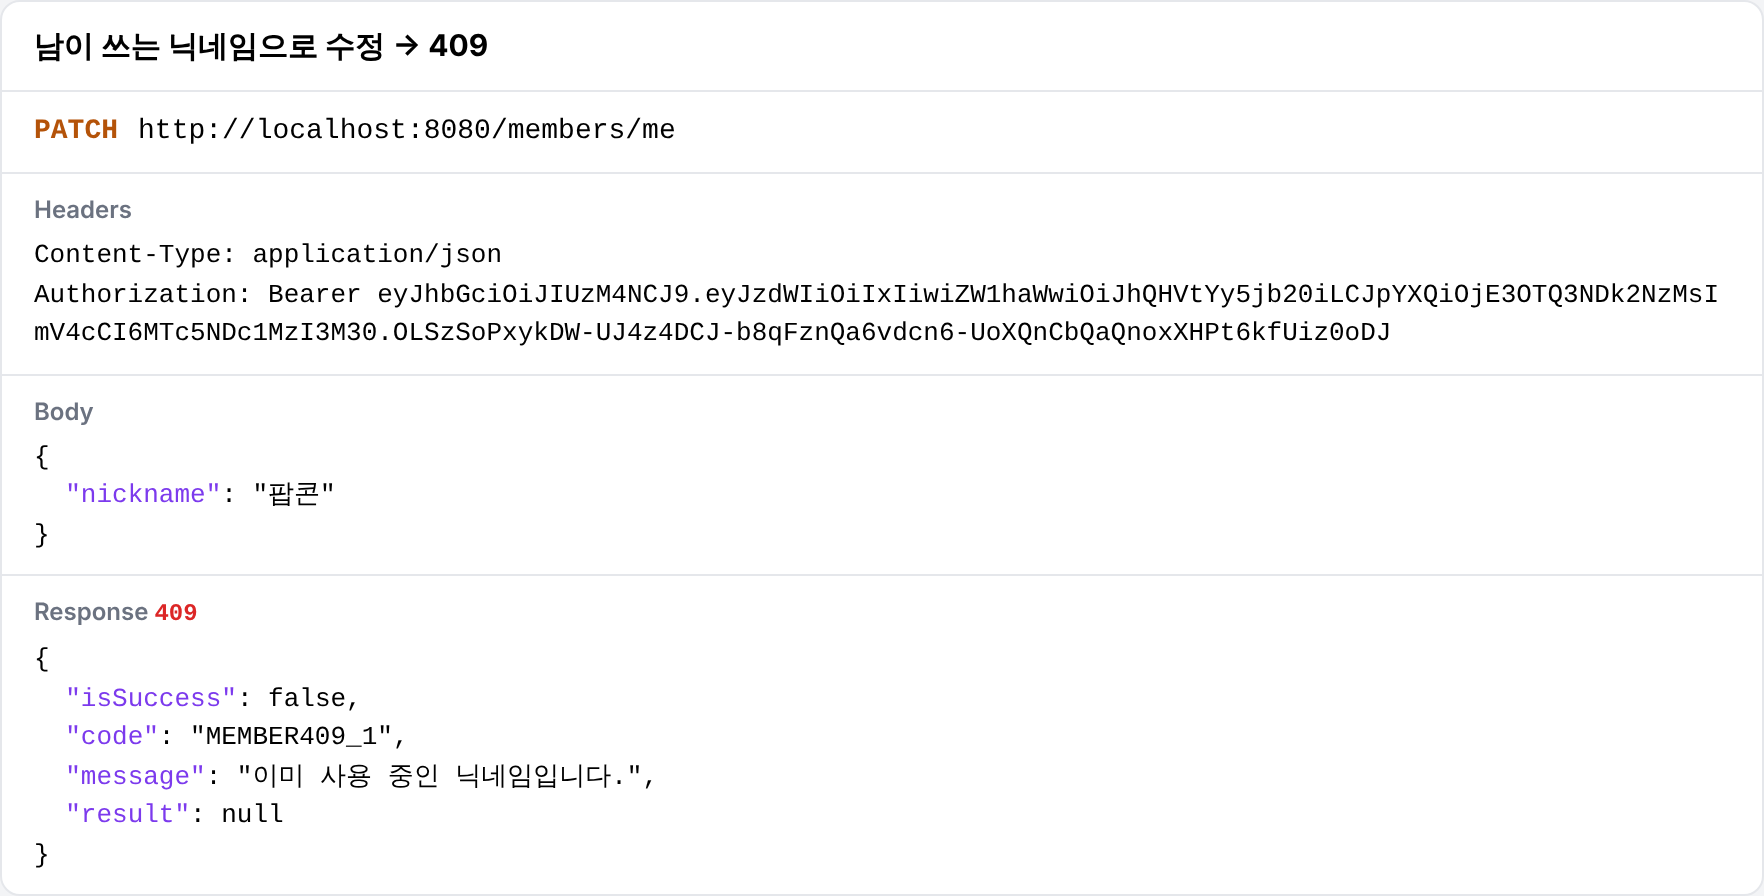 남이 쓰는 닉네임으로 수정 → 409
PATCH http://localhost:8080/members/me
Headers
Content-Type: application/json
Authorization: Bearer eyJhbGciOiJIUzM4NCJ9.eyJzdWIiOiIxIiwiZW1haWwiOiJhQHVtYy5jb20iLCJpYXQiOjE3OTQ3NDk2NzMsI
mV4cCI6MTc5NDc1MzI3M30.OLSzSoPxykDW-UJ4z4DCJ-b8qFznQa6vdcn6-UoXQnCbQaQnoxXHPt6kfUiz0oDJ
Body
{
  "nickname": "팝콘"
}
Response 409
{
  "isSuccess": false,
  "code": "MEMBER409_1",
  "message": "이미 사용 중인 닉네임입니다.",
  "result": null
}